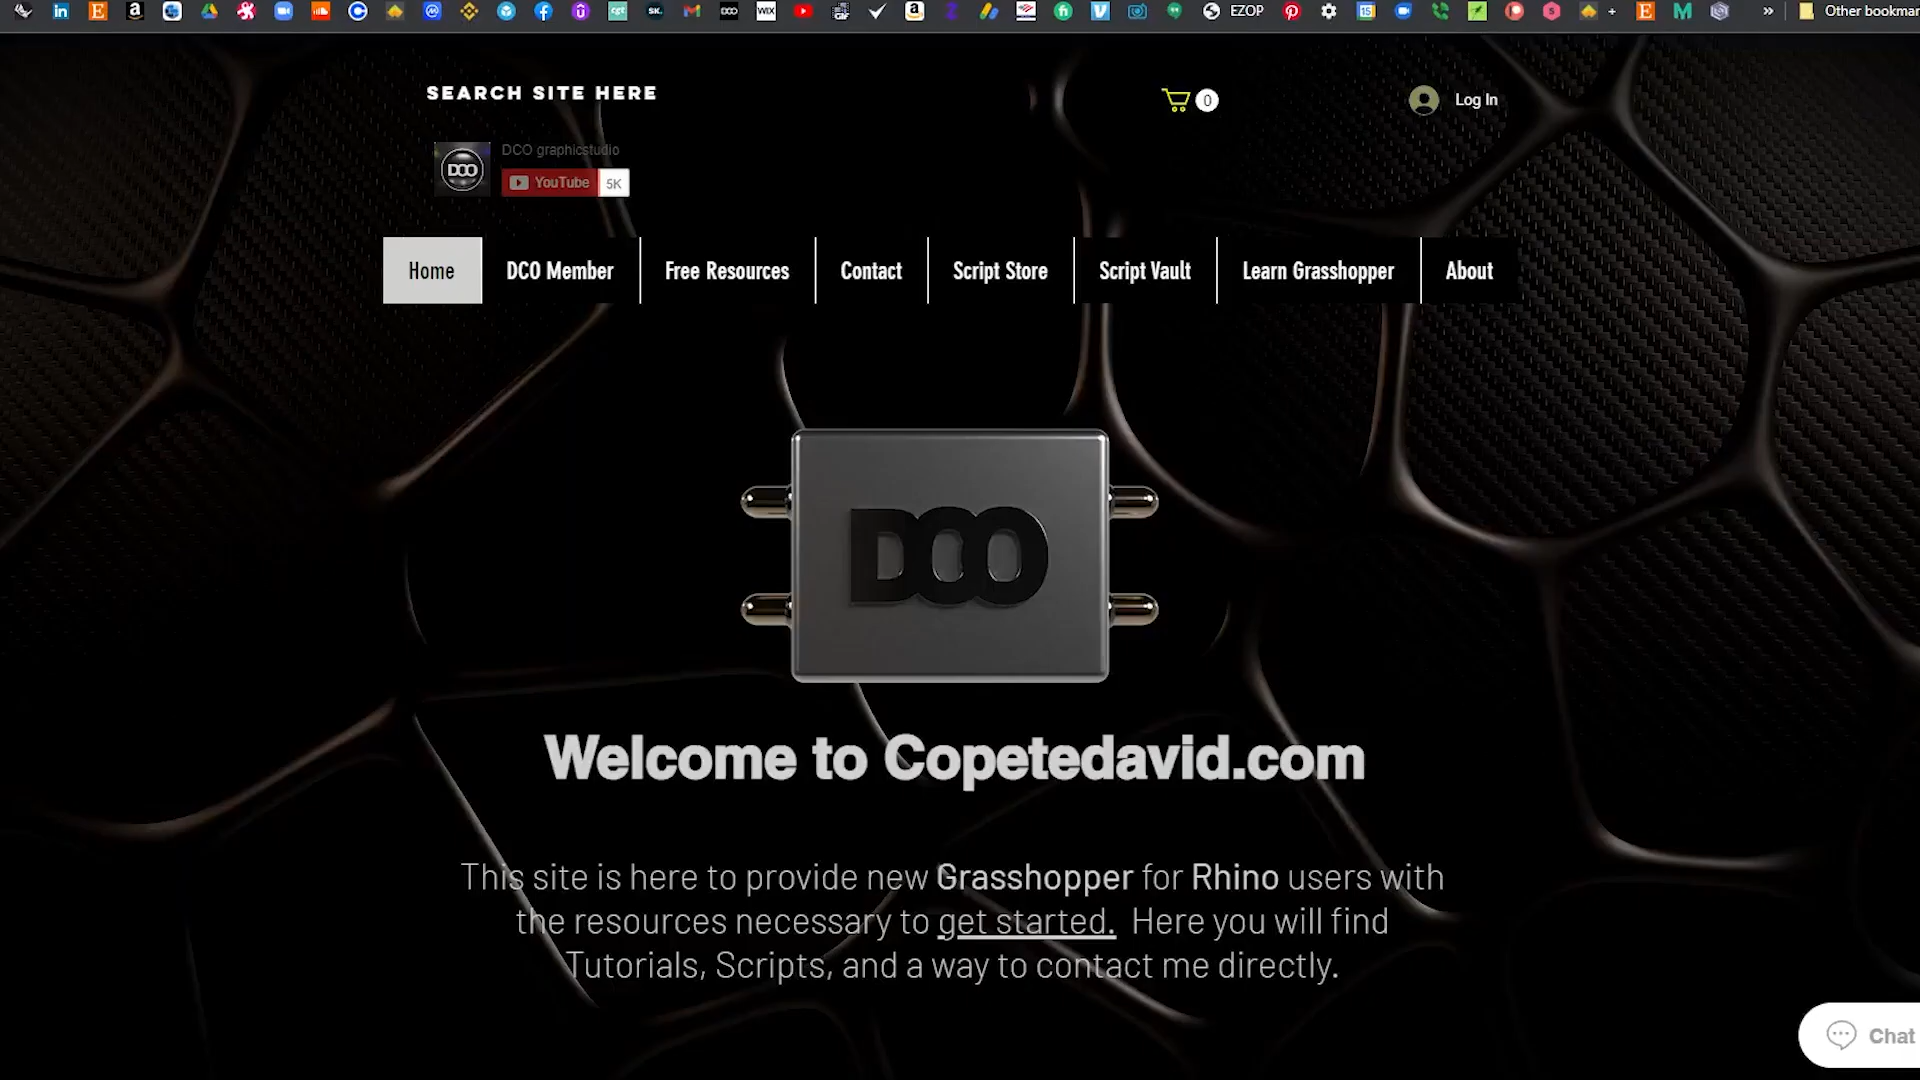 EZOP
Other bookmar
SEARCH SITE HERE
0
Log In
DCO graphicstudio
DCO
YouTube 5K
Home
DCO Member
Free Resources
Contact
Script Store
Script Vault
Learn Grasshopper
About
DCO
Welcome to Copetedavid.com
This site is here to provide new Grasshopper for Rhino users with
the resources necessary to get started. Here you will find
Tutorials, Scripts, and a way to contact me directly.
Chat